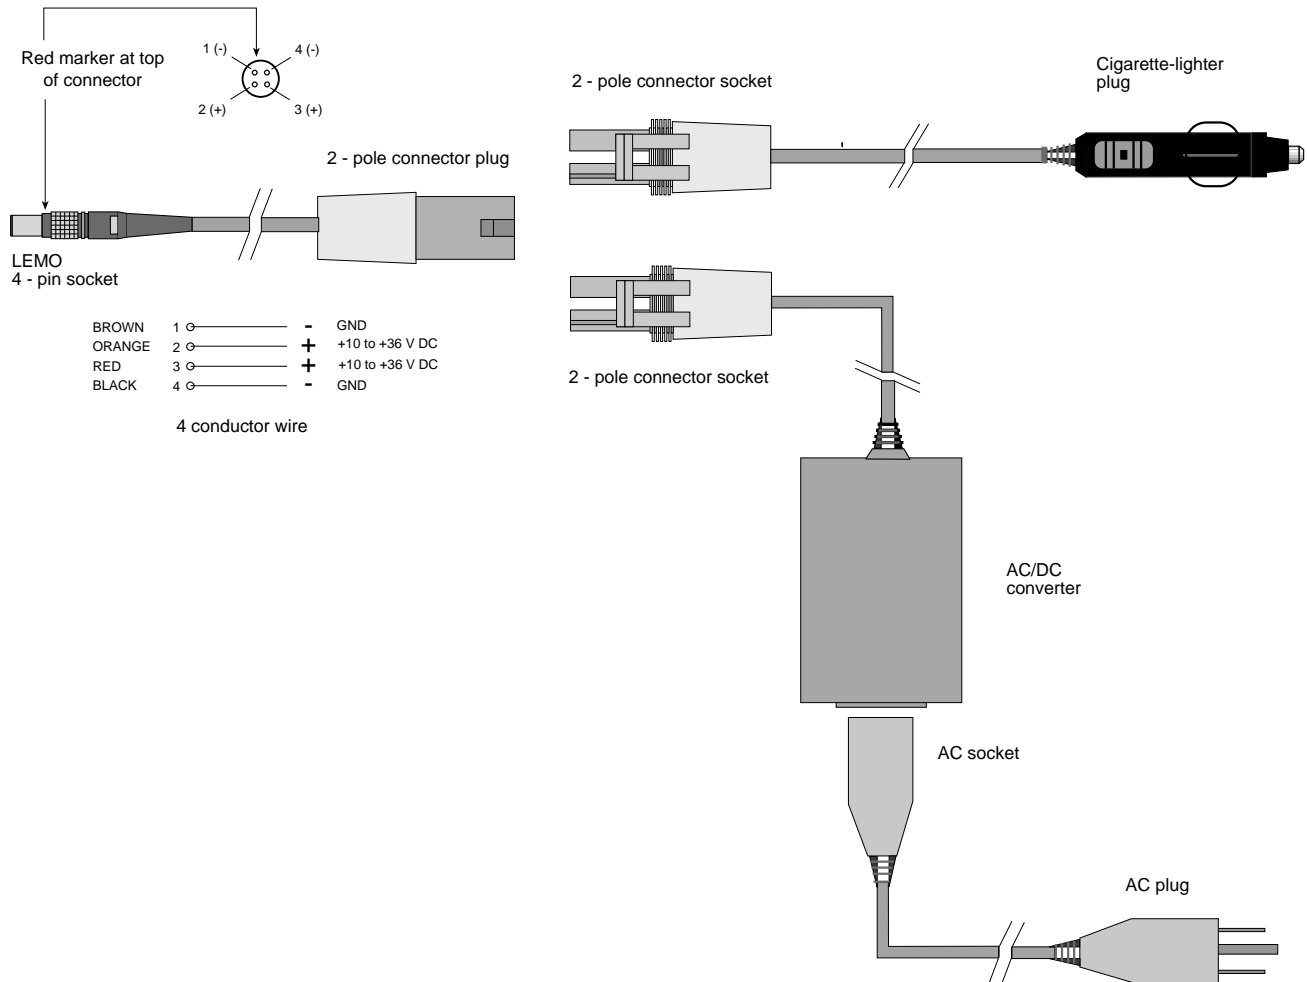 Red marker at top
of connector
1 (-)
4 (-)
2 (+)
3 (+)
2 - pole connector plug
LEMO
4 - pin socket
BROWN 1 - GND
ORANGE 2 + +10 to +36 V DC
RED 3 + +10 to +36 V DC
BLACK 4 - GND
4 conductor wire
2 - pole connector socket
Cigarette-lighter
plug
2 - pole connector socket
AC/DC
converter
AC socket
AC plug